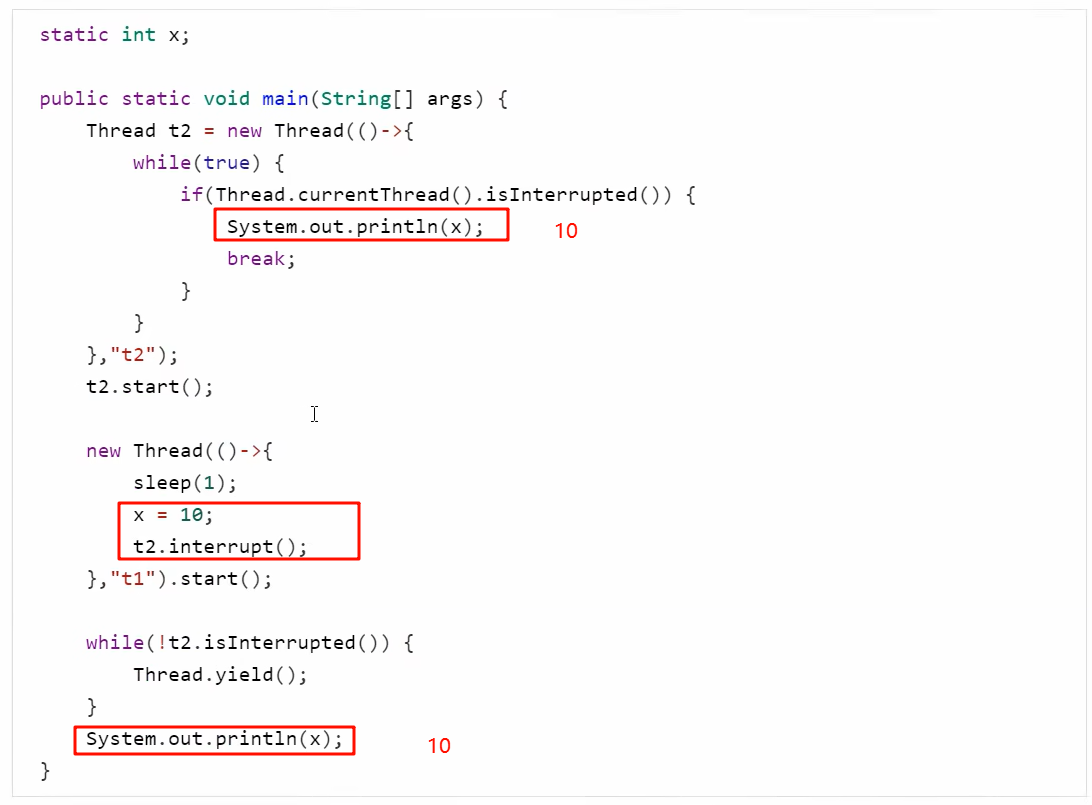 static int x;
public static void main(String[] args) {
Thread t2 = new Thread(()->{
while(true) {
if(Thread.currentThread().isInterrupted()) {
System.out.println(x); 10
break;
}
}
},"t2");
t2.start();
new Thread(()->{
sleep(1);
x = 10;
t2.interrupt();
},"t1").start();
while(!t2.isInterrupted()) {
Thread.yield();
}
System.out.println(x); 10
}